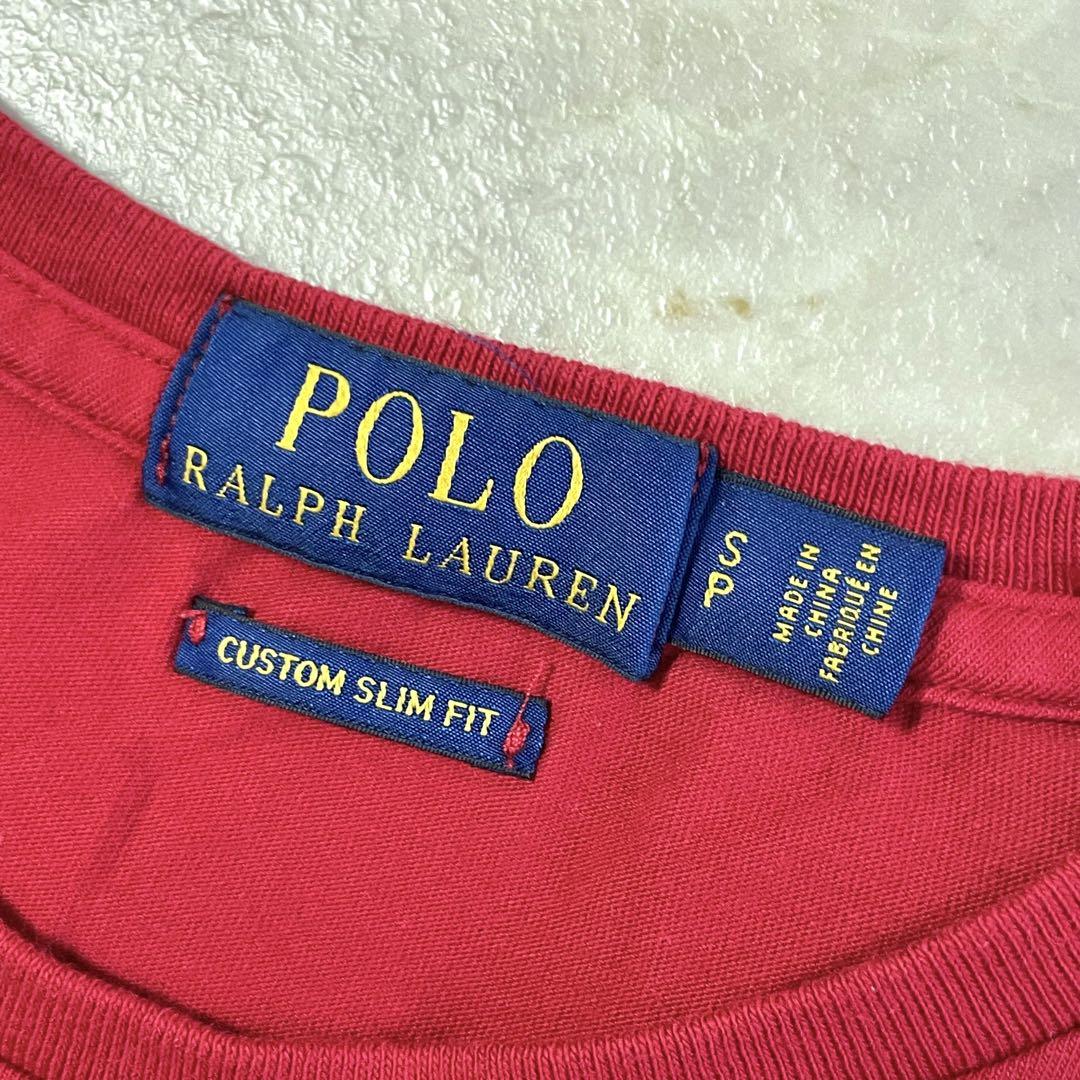 POLO
RALPH LAUREN
S
P
MADE IN
CHINA
FABRIQUÉ EN
CHINE
CUSTOM SLIM FIT